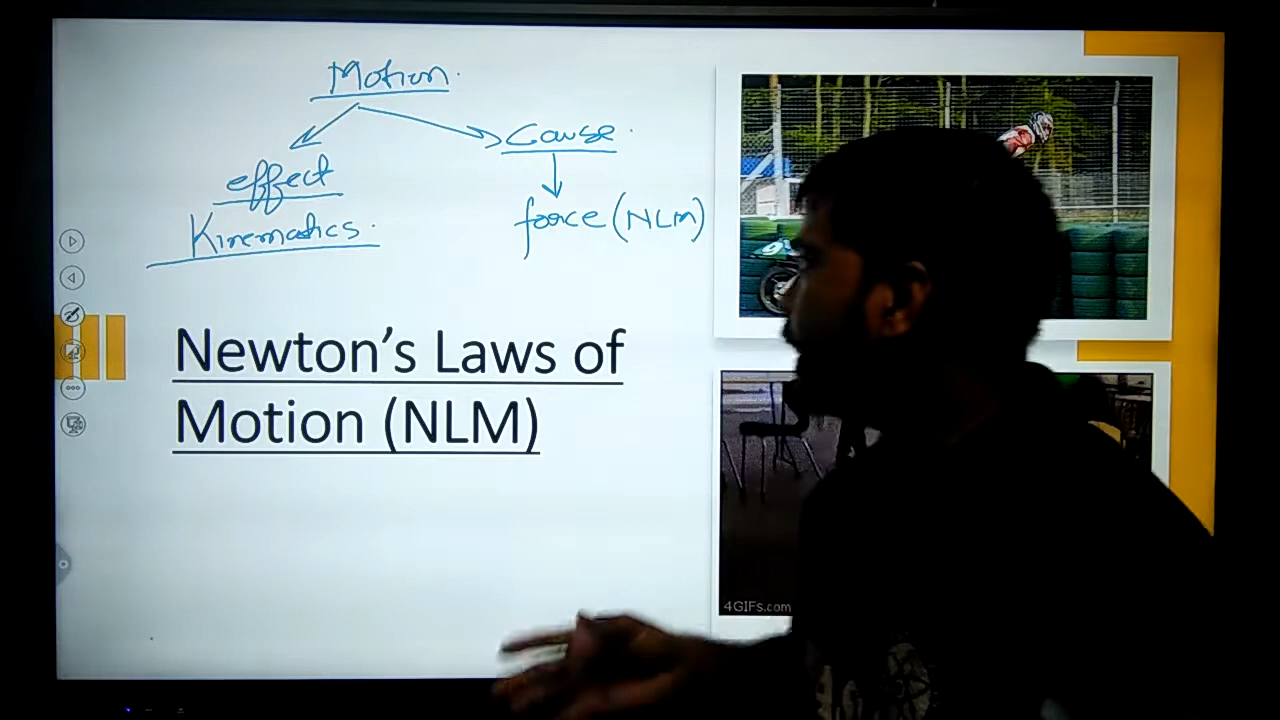 Motion.
effect
Cause.
Kinematics.
force (NLM)
Newton's Laws of
Motion (NLM)
4GIFs.com